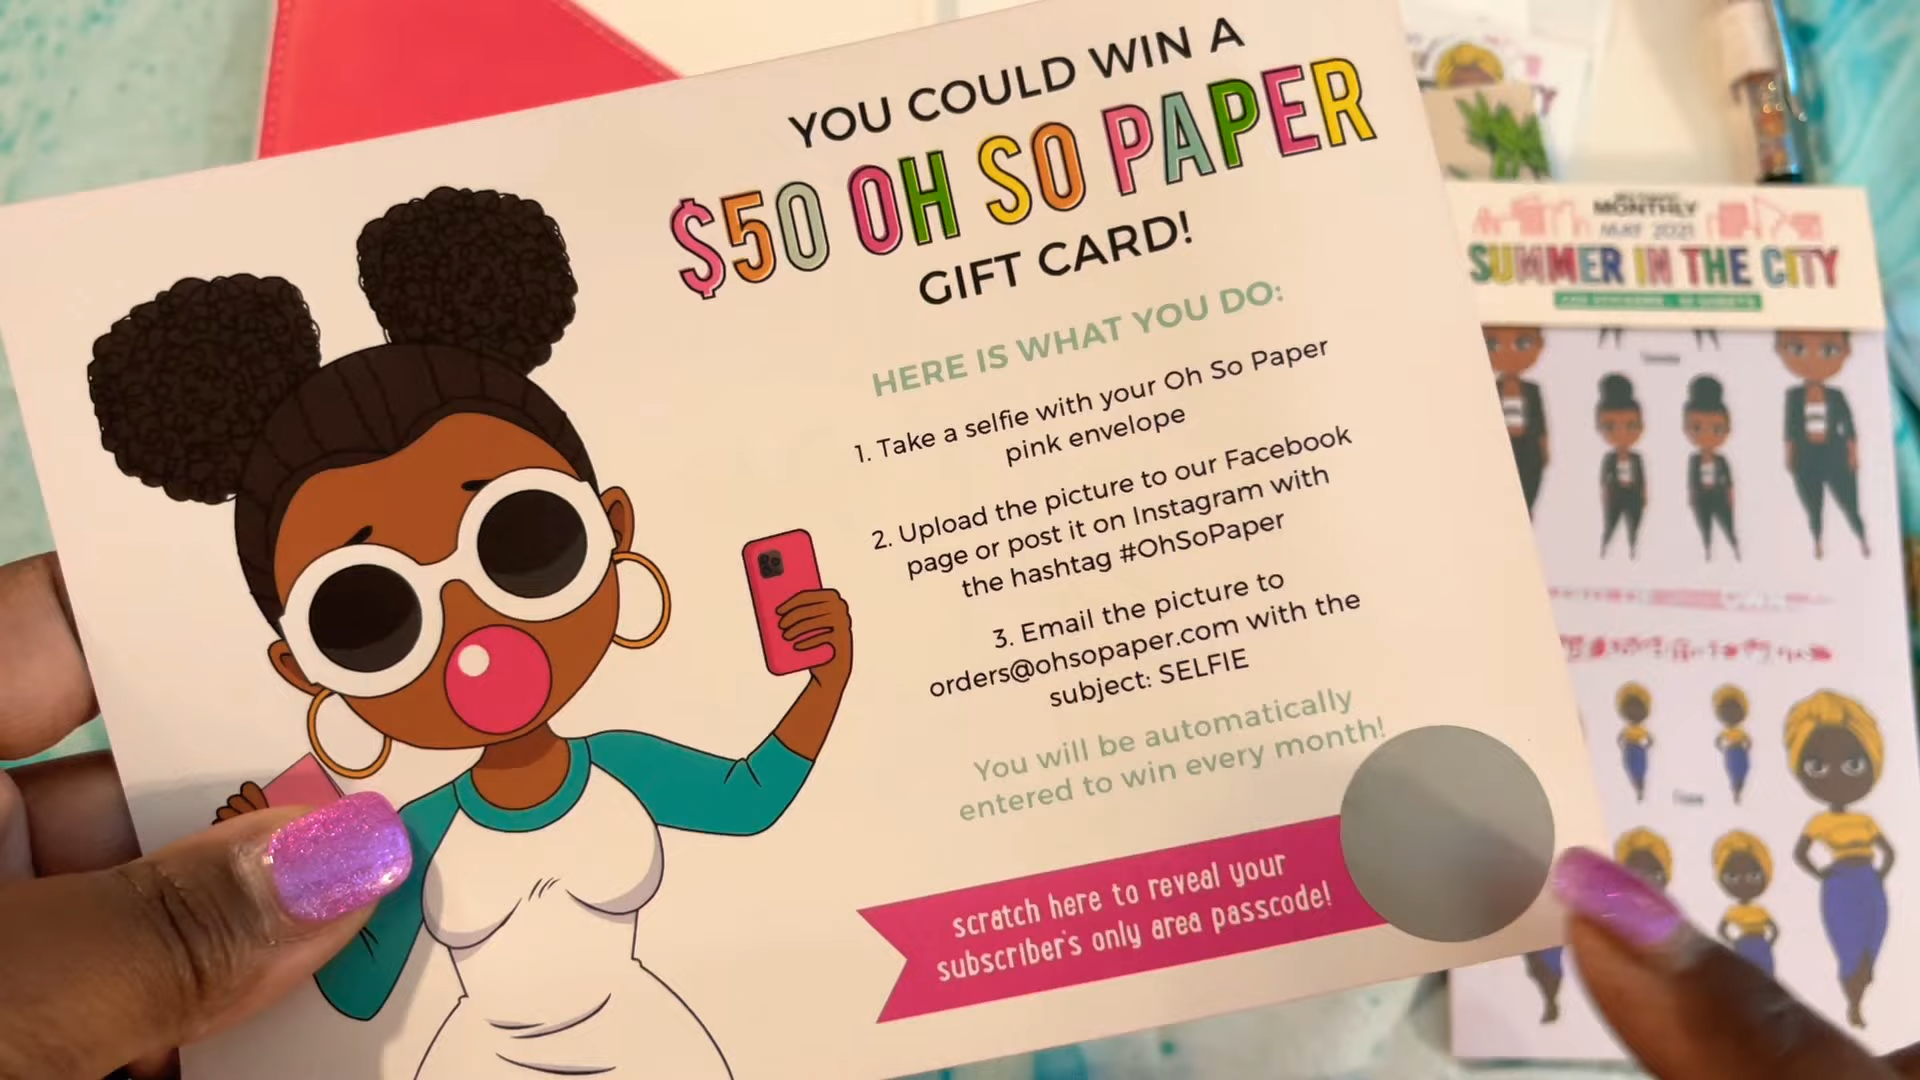 YOU COULD WIN A
$50 OH SO PAPER
GIFT CARD!
HERE IS WHAT YOU DO:
1. Take a selfie with your Oh So Paper
pink envelope
2. Upload the picture to our Facebook
page or post it on Instagram with
the hashtag #OhSoPaper
3. Email the picture to
orders@ohsopaper.com with the
subject: SELFIE
You will be automatically
entered to win every month!
scratch here to reveal your
subscriber's only area passcode!
MONTHLY
MAY 2021
SUMMER IN THE CITY